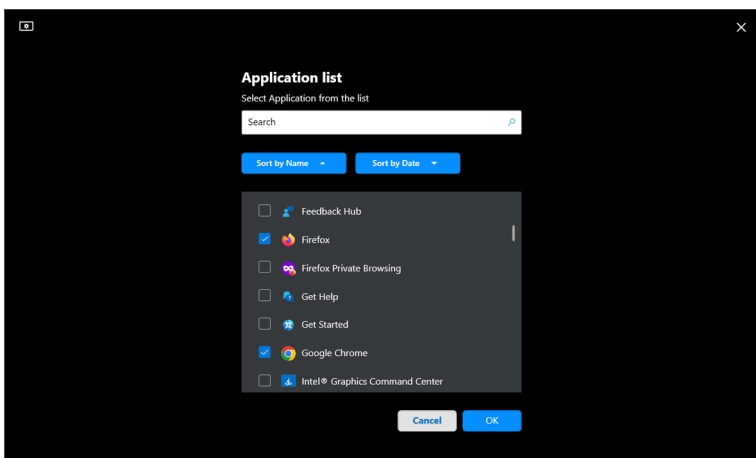 Application list
Select Application from the list
Search
Sort by Name
Sort by Date
Feedback Hub
Firefox
Firefox Private Browsing
Get Help
Get Started
Google Chrome
Intel® Graphics Command Center
Cancel
OK